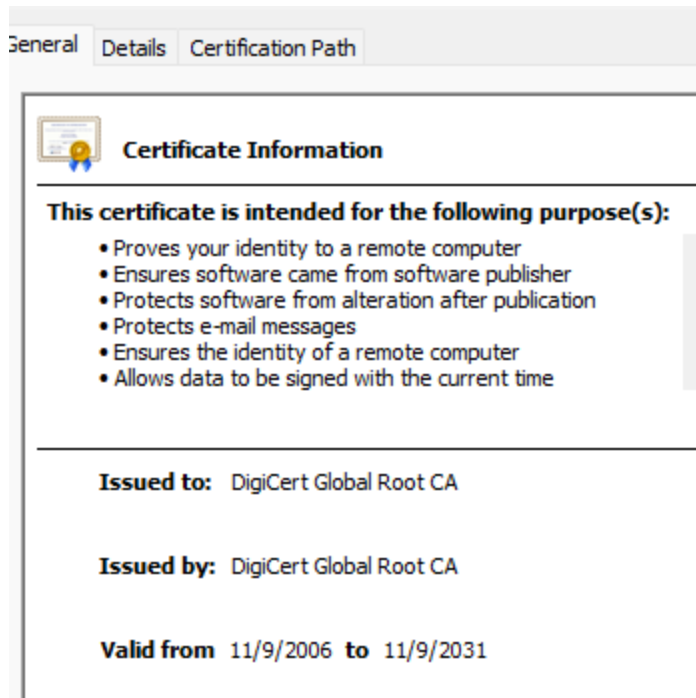 General Details Certification Path
Certificate Information
This certificate is intended for the following purpose(s):
• Proves your identity to a remote computer
• Ensures software came from software publisher
• Protects software from alteration after publication
• Protects e-mail messages
• Ensures the identity of a remote computer
• Allows data to be signed with the current time
Issued to: DigiCert Global Root CA
Issued by: DigiCert Global Root CA
Valid from 11/9/2006 to 11/9/2031